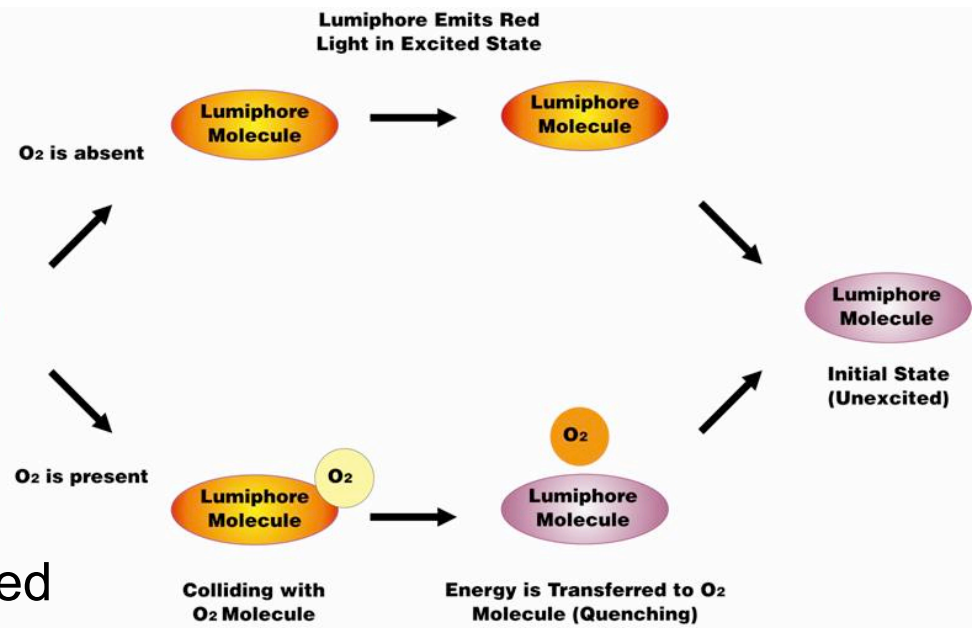 Lumiphore Emits Red
Light in Excited State
Lumiphore
Molecule
Lumiphore
Molecule
O2 is absent
Lumiphore
Molecule
Initial State
(Unexcited)
O2
O2 is present
O2
Lumiphore
Molecule
Lumiphore
Molecule
ed
Colliding with
O2 Molecule
Energy is Transferred to O2
Molecule (Quenching)